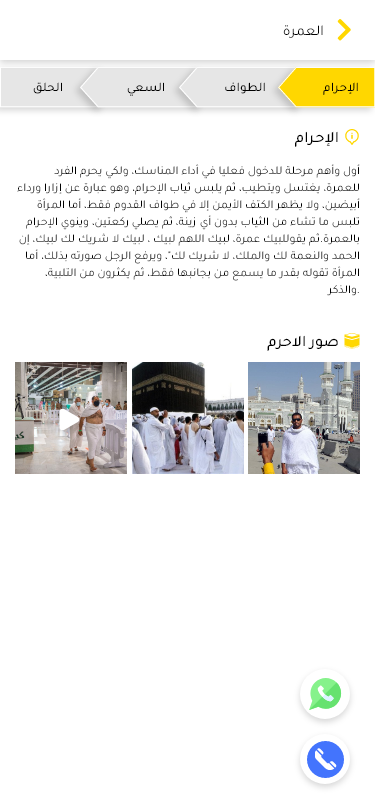 العمرة
الإحرام
الطواف
السعي
الحلق
الإحرام
أول وأهم مرحلة للدخول فعليا في أداء المناسك، ولكي يحرم الفرد
للعمرة، يغتسل ويتطيب، ثم يلبس ثياب الإحرام، وهو عبارة عن إزارا ورداء
أبيضين، ولا يظهر الكتف الأيمن إلا في طواف القدوم فقط، أما المرأة
تلبس ما تشاء من الثياب بدون أي زينة، ثم يصلي ركعتين، وينوي الإحرام
بالعمرة.ثم يقوللبيك عمرة، لبيك اللهم لبيك ، لبيك لا شريك لك لبيك، إن
الحمد والنعمة لك والملك، لا شريك لك"، ويرفع الرجل صورته بذلك، أما
المرأة تقوله بقدر ما يسمع من بجانبها فقط، ثم يكثرون من التلبية،
.والذكر
صور الاحرم